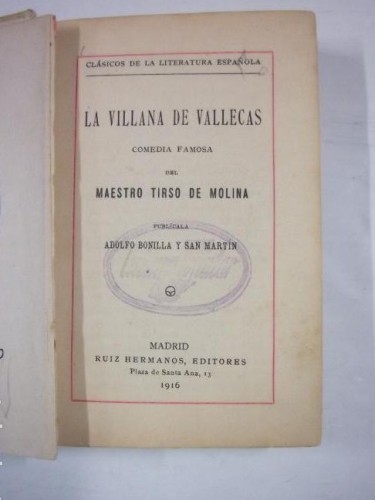 CLÁSICOS DE LA LITERATURA ESPAÑOLA
LA VILLANA DE VALLECAS
COMEDIA FAMOSA
DEL
MAESTRO TIRSO DE MOLINA
PUBLÍCALA
ADOLFO BONILLA Y SAN MARTÍN
MADRID
RUIZ HERMANOS, EDITORES
Plaza de Santa Ana, 13
1916